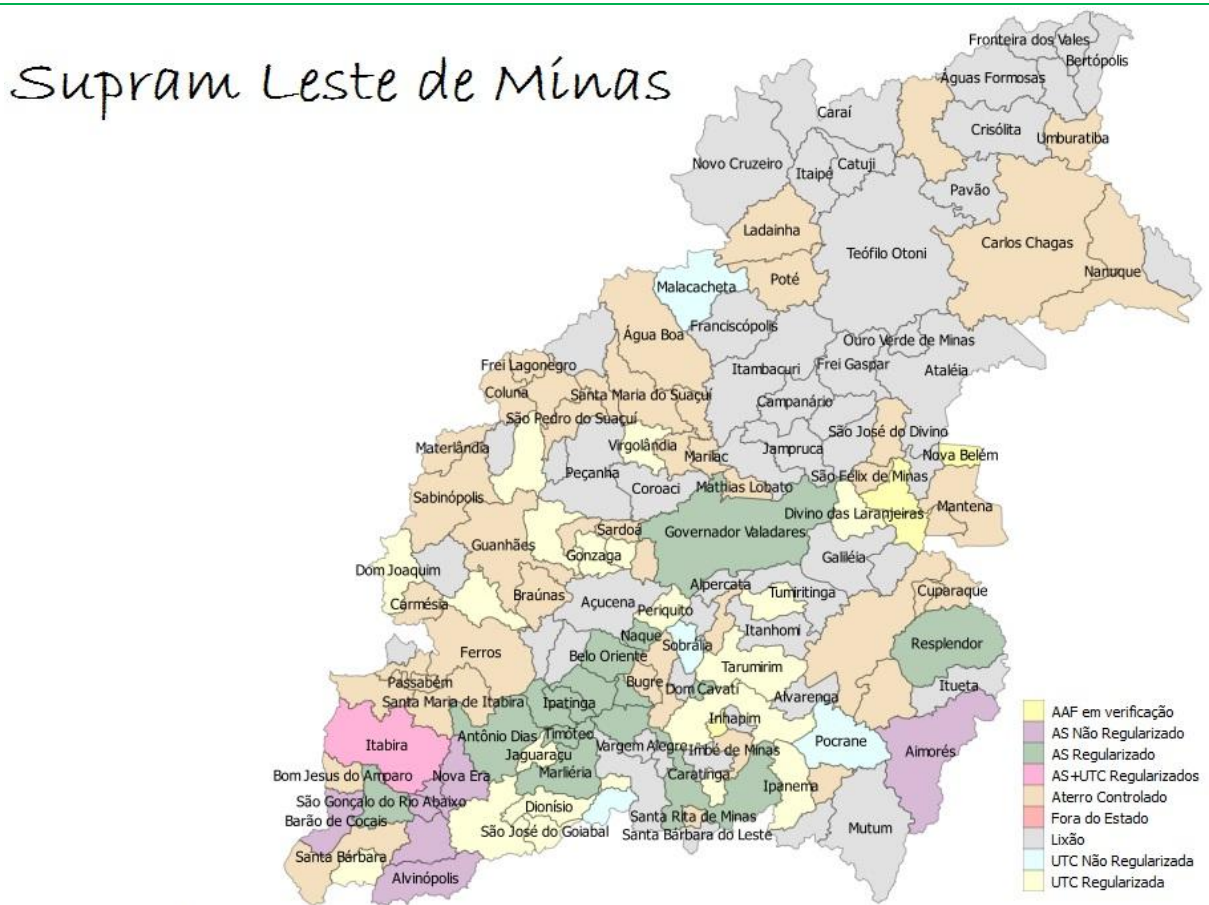 Supram Leste de Minas
Fronteira dos Vales
Bertópolis
Águas Formosas
Caraí
Crisólita
Umburatiba
Novo Cruzeiro
Catuji
Itaipé
Pavão
Ladainha
Carlos Chagas
Teófilo Otoni
Nanuque
Poté
Malacacheta
Franciscópolis
Água Boa
Ouro Verde de Minas
Frei Gaspar
Ataléia
Itambacuri
Frei Lagonegro
Coluna
Santa Maria do Suaçuí
Campanário
São Pedro do Suaçuí
São José do Divino
Materlândia
Virgolândia
Jampruca
Nova Belém
Marilac
Peçanha
São Félix de Minas
Coroaci
Mathias Lobato
Sabinópolis
Mantena
Divino das Laranjeiras
Governador Valadares
Sardoá
Guanhães
Gonzaga
Galiléia
Dom Joaquim
Alpercata
Tumiritinga
Cuparaque
Braúnas
Carmésia
Açucena
Periquito
Itanhomi
Naque
Sobrália
Resplendor
Ferros
Belo Oriente
Tarumirim
Passabém
Bugre
Dom Cavati
Alvarenga
Itueta
Santa Maria de Itabira
Ipatinga
Inhapim
Antônio Dias
Timóteo
Itabira
Vargem Alegre
Imbé de Minas
Pocrane
Aimorés
Jaguaraçu
Bom Jesus do Amparo
Nova Era
Marliéria
Caratinga
Ipanema
São Gonçalo do Rio Abaixo
Dionísio
Barão de Cocais
Santa Rita de Minas
São José do Goiabal
Santa Bárbara do Leste
Mutum
Santa Bárbara
Alvinópolis
AAF em verificação
AS Não Regularizado
AS Regularizado
AS+UTC Regularizados
Aterro Controlado
Fora do Estado
Lixão
UTC Não Regularizada
UTC Regularizada